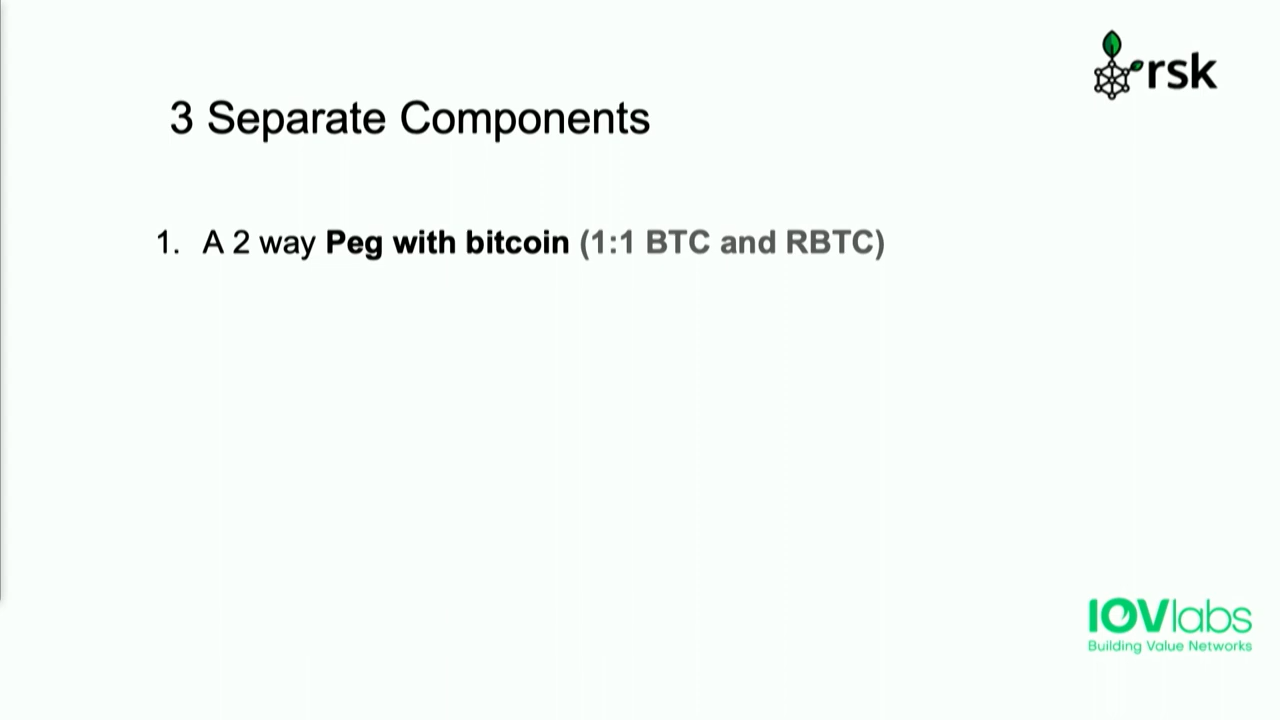 rsk
3 Separate Components
1. A 2 way Peg with bitcoin (1:1 BTC and RBTC)
IOVlabs
Building Value Networks